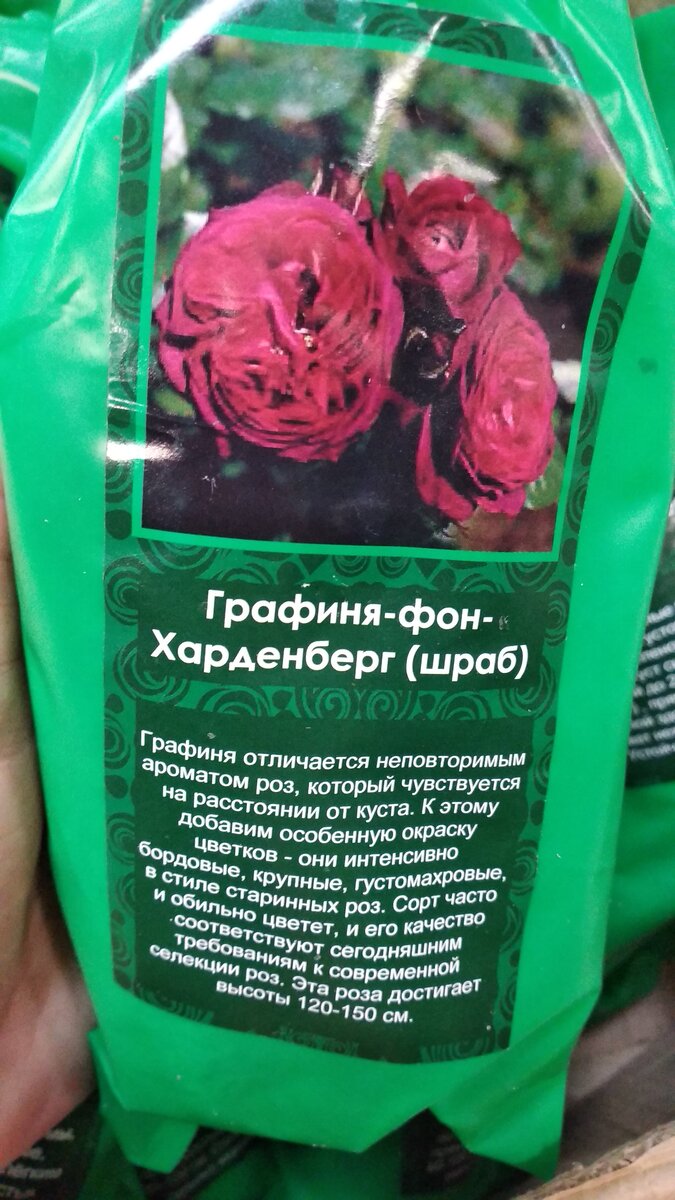 Графиня-фон-
Харденберг (шраб)
Графиня отличается неповторимым
ароматом роз, который чувствуется
на расстоянии от куста. К этому
добавим особенную окраску
цветков - они интенсивно
бордовые, крупные, густомахровые,
в стиле старинных роз. Сорт часто
и обильно цветет, и его качество
соответствуют сегодняшним
требованиям к современной
селекции роз. Эта роза достигает
высоты 120-150 см.